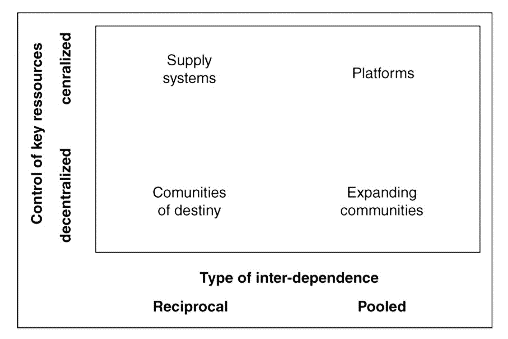 Control of key ressources
cenralized
decentralized
Supply
systems
Platforms
Comunities
of destiny
Expanding
communities
Type of inter-dependence
Reciprocal
Pooled